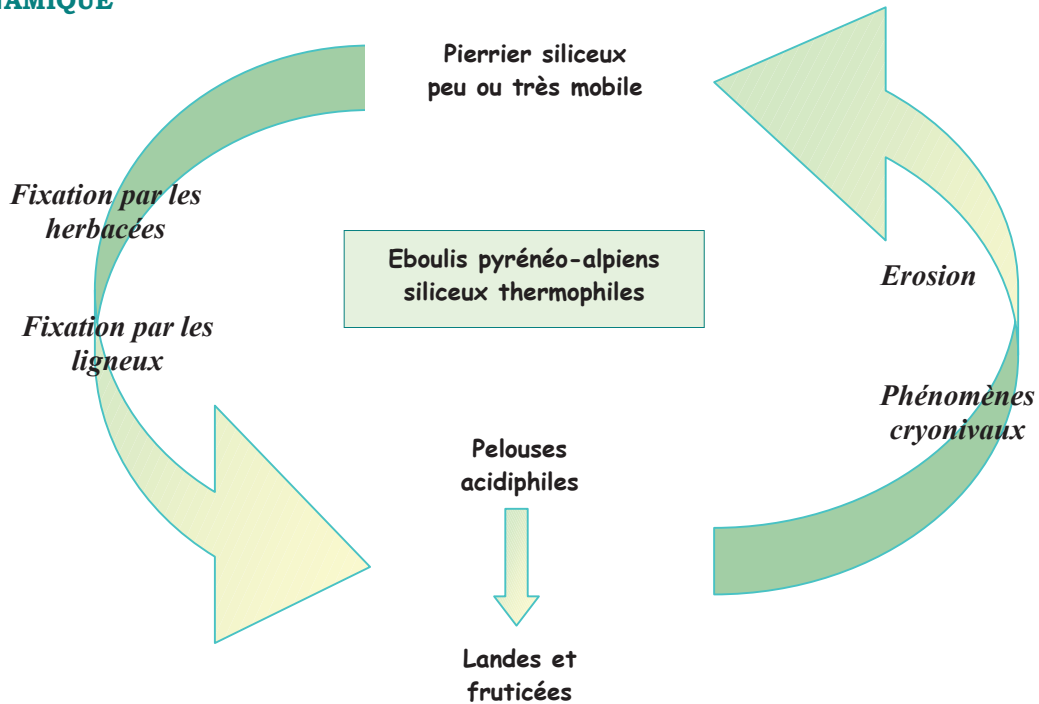 Pierrier siliceux
peu ou très mobile
Fixation par les
herbacées
Eboulis pyrénéo-alpiens
siliceux thermophiles
Erosion
Fixation par les
ligneux
Phénomènes
cryonivaux
Pelouses
acidiphiles
Landes et
fruticées